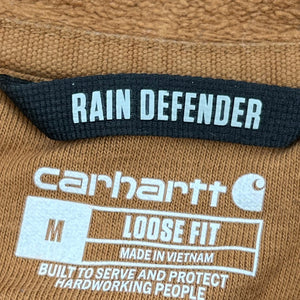 RAIN DEFENDER
carhartt
M
LOOSE FIT
MADE IN VIETNAM
BUILT TO SERVE AND PROTECT
HARDWORKING PEOPLE